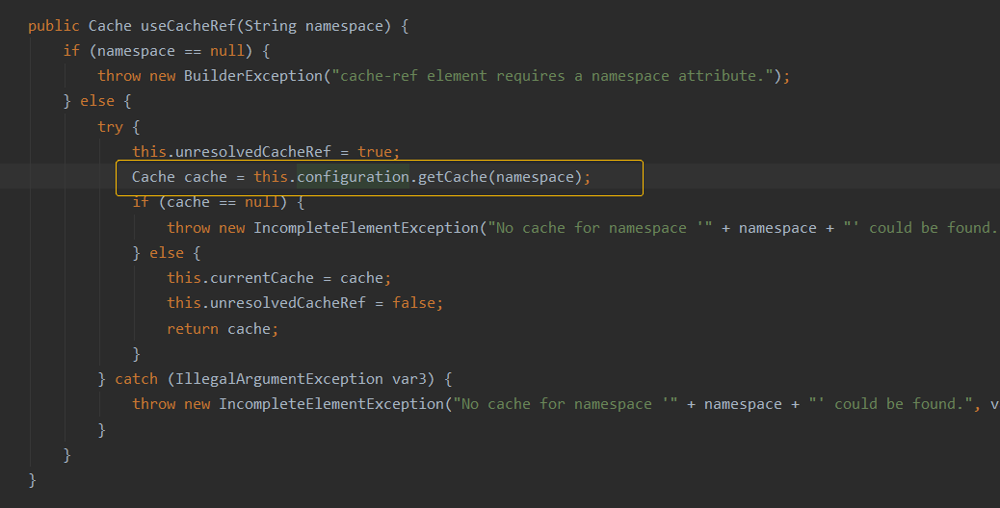 public Cache useCacheRef(String namespace) {
if (namespace == null) {
throw new BuilderException("cache-ref element requires a namespace attribute.");
} else {
try {
this.unresolvedCacheRef = true;
Cache cache = this.configuration.getCache(namespace);
if (cache == null) {
throw new IncompleteElementException("No cache for namespace '" + namespace + "' could be found.
} else {
this.currentCache = cache;
this.unresolvedCacheRef = false;
return cache;
}
} catch (IllegalArgumentException var3) {
throw new IncompleteElementException("No cache for namespace '" + namespace + "' could be found.", v
}
}
}